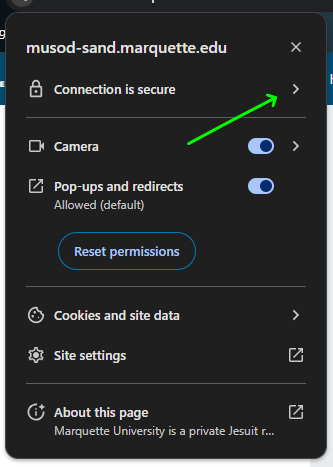 musod-sand.marquette.edu
Connection is secure
Camera
Pop-ups and redirects
Allowed (default)
Reset permissions
Cookies and site data
Site settings
About this page
Marquette University is a private Jesuit r...